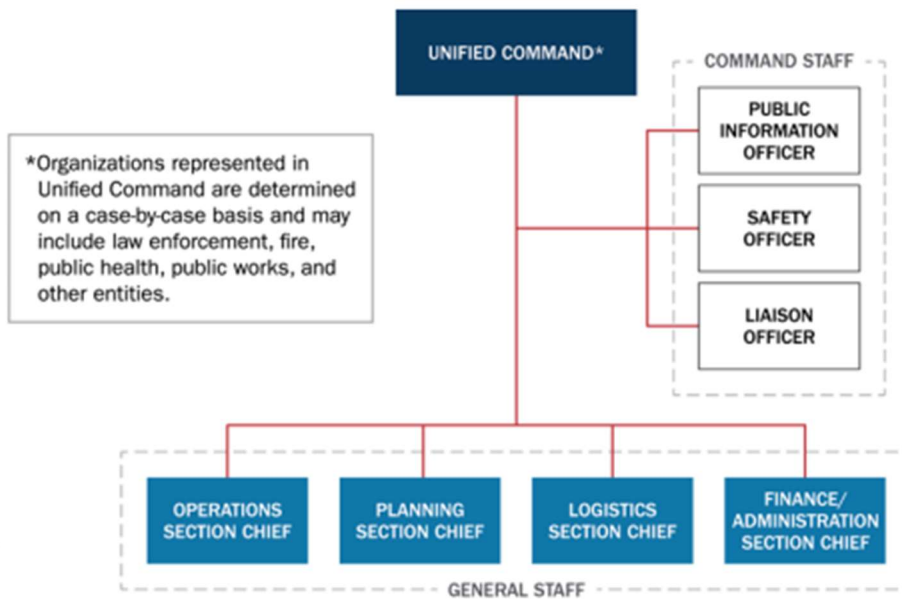 UNIFIED COMMAND*
COMMAND STAFF
PUBLIC
INFORMATION
OFFICER
SAFETY
OFFICER
LIAISON
OFFICER
*Organizations represented in
Unified Command are determined
on a case-by-case basis and may
include law enforcement, fire,
public health, public works, and
other entities.
OPERATIONS
SECTION CHIEF
PLANNING
SECTION CHIEF
LOGISTICS
SECTION CHIEF
FINANCE/
ADMINISTRATION
SECTION CHIEF
GENERAL STAFF